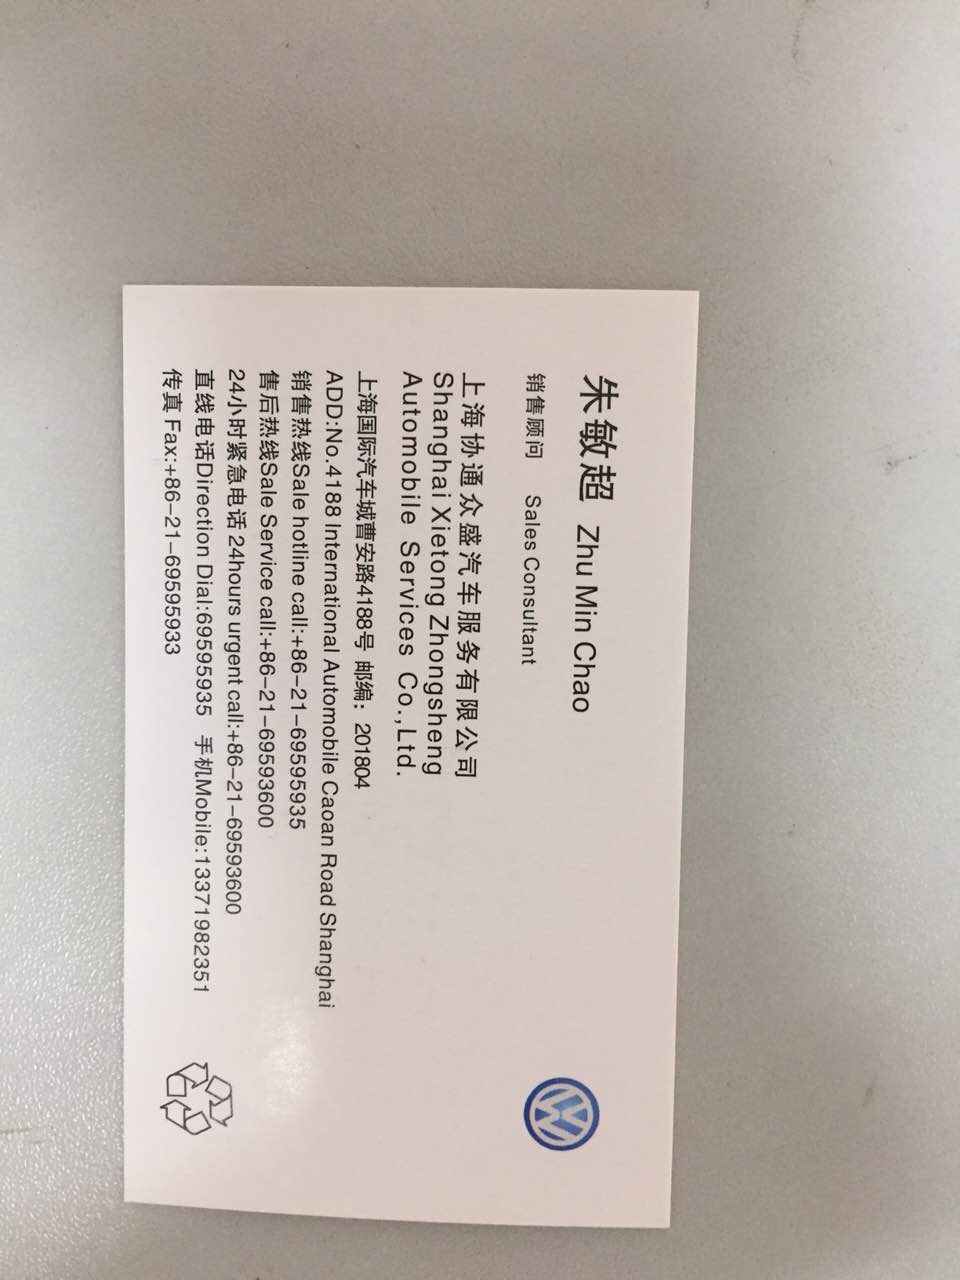 朱敏超 Zhu Min Chao
销售顾问 Sales Consultant
上海协通众盛汽车服务有限公司
Shanghai Xietong Zhongsheng
Automobile Services Co.,Ltd.
上海国际汽车城曹安路4188号 邮编：201804
ADD:No.4188 International Automobile Caoan Road Shanghai
销售热线Sale hotline call:+86-21-69595935
售后热线Sale Service call:+86-21-69593600
24小时紧急电话 24hours urgent call:+86-21-69593600
直线电话Direction Dial:69595935 手机Mobile:13371982351
传真 Fax:+86-21-69595933